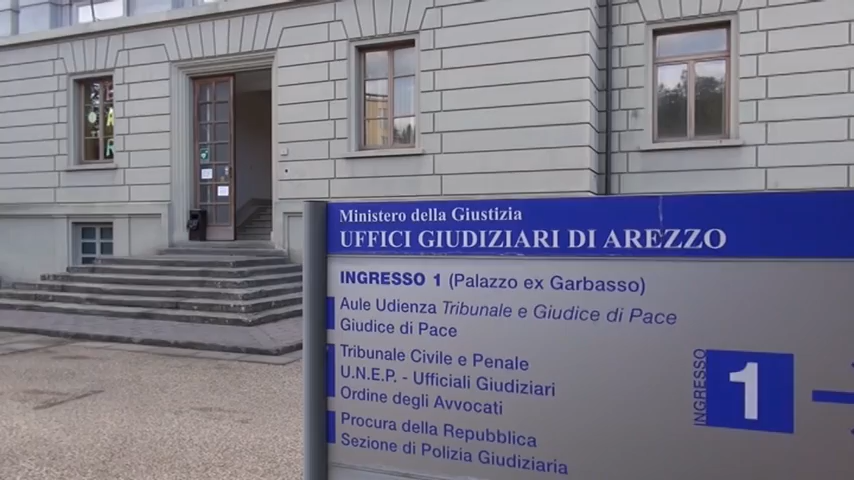 Ministero della Giustizia
UFFICI GIUDIZIARI DI AREZZO
INGRESSO 1 (Palazzo ex Garbasso)
Aule Udienza Tribunale e Giudice di Pace
Giudice di Pace
Tribunale Civile e Penale
U.N.E.P. - Ufficiali Giudiziari
Ordine degli Avvocati
Procura della Repubblica
Sezione di Polizia Giudiziaria
INGRESSO
1